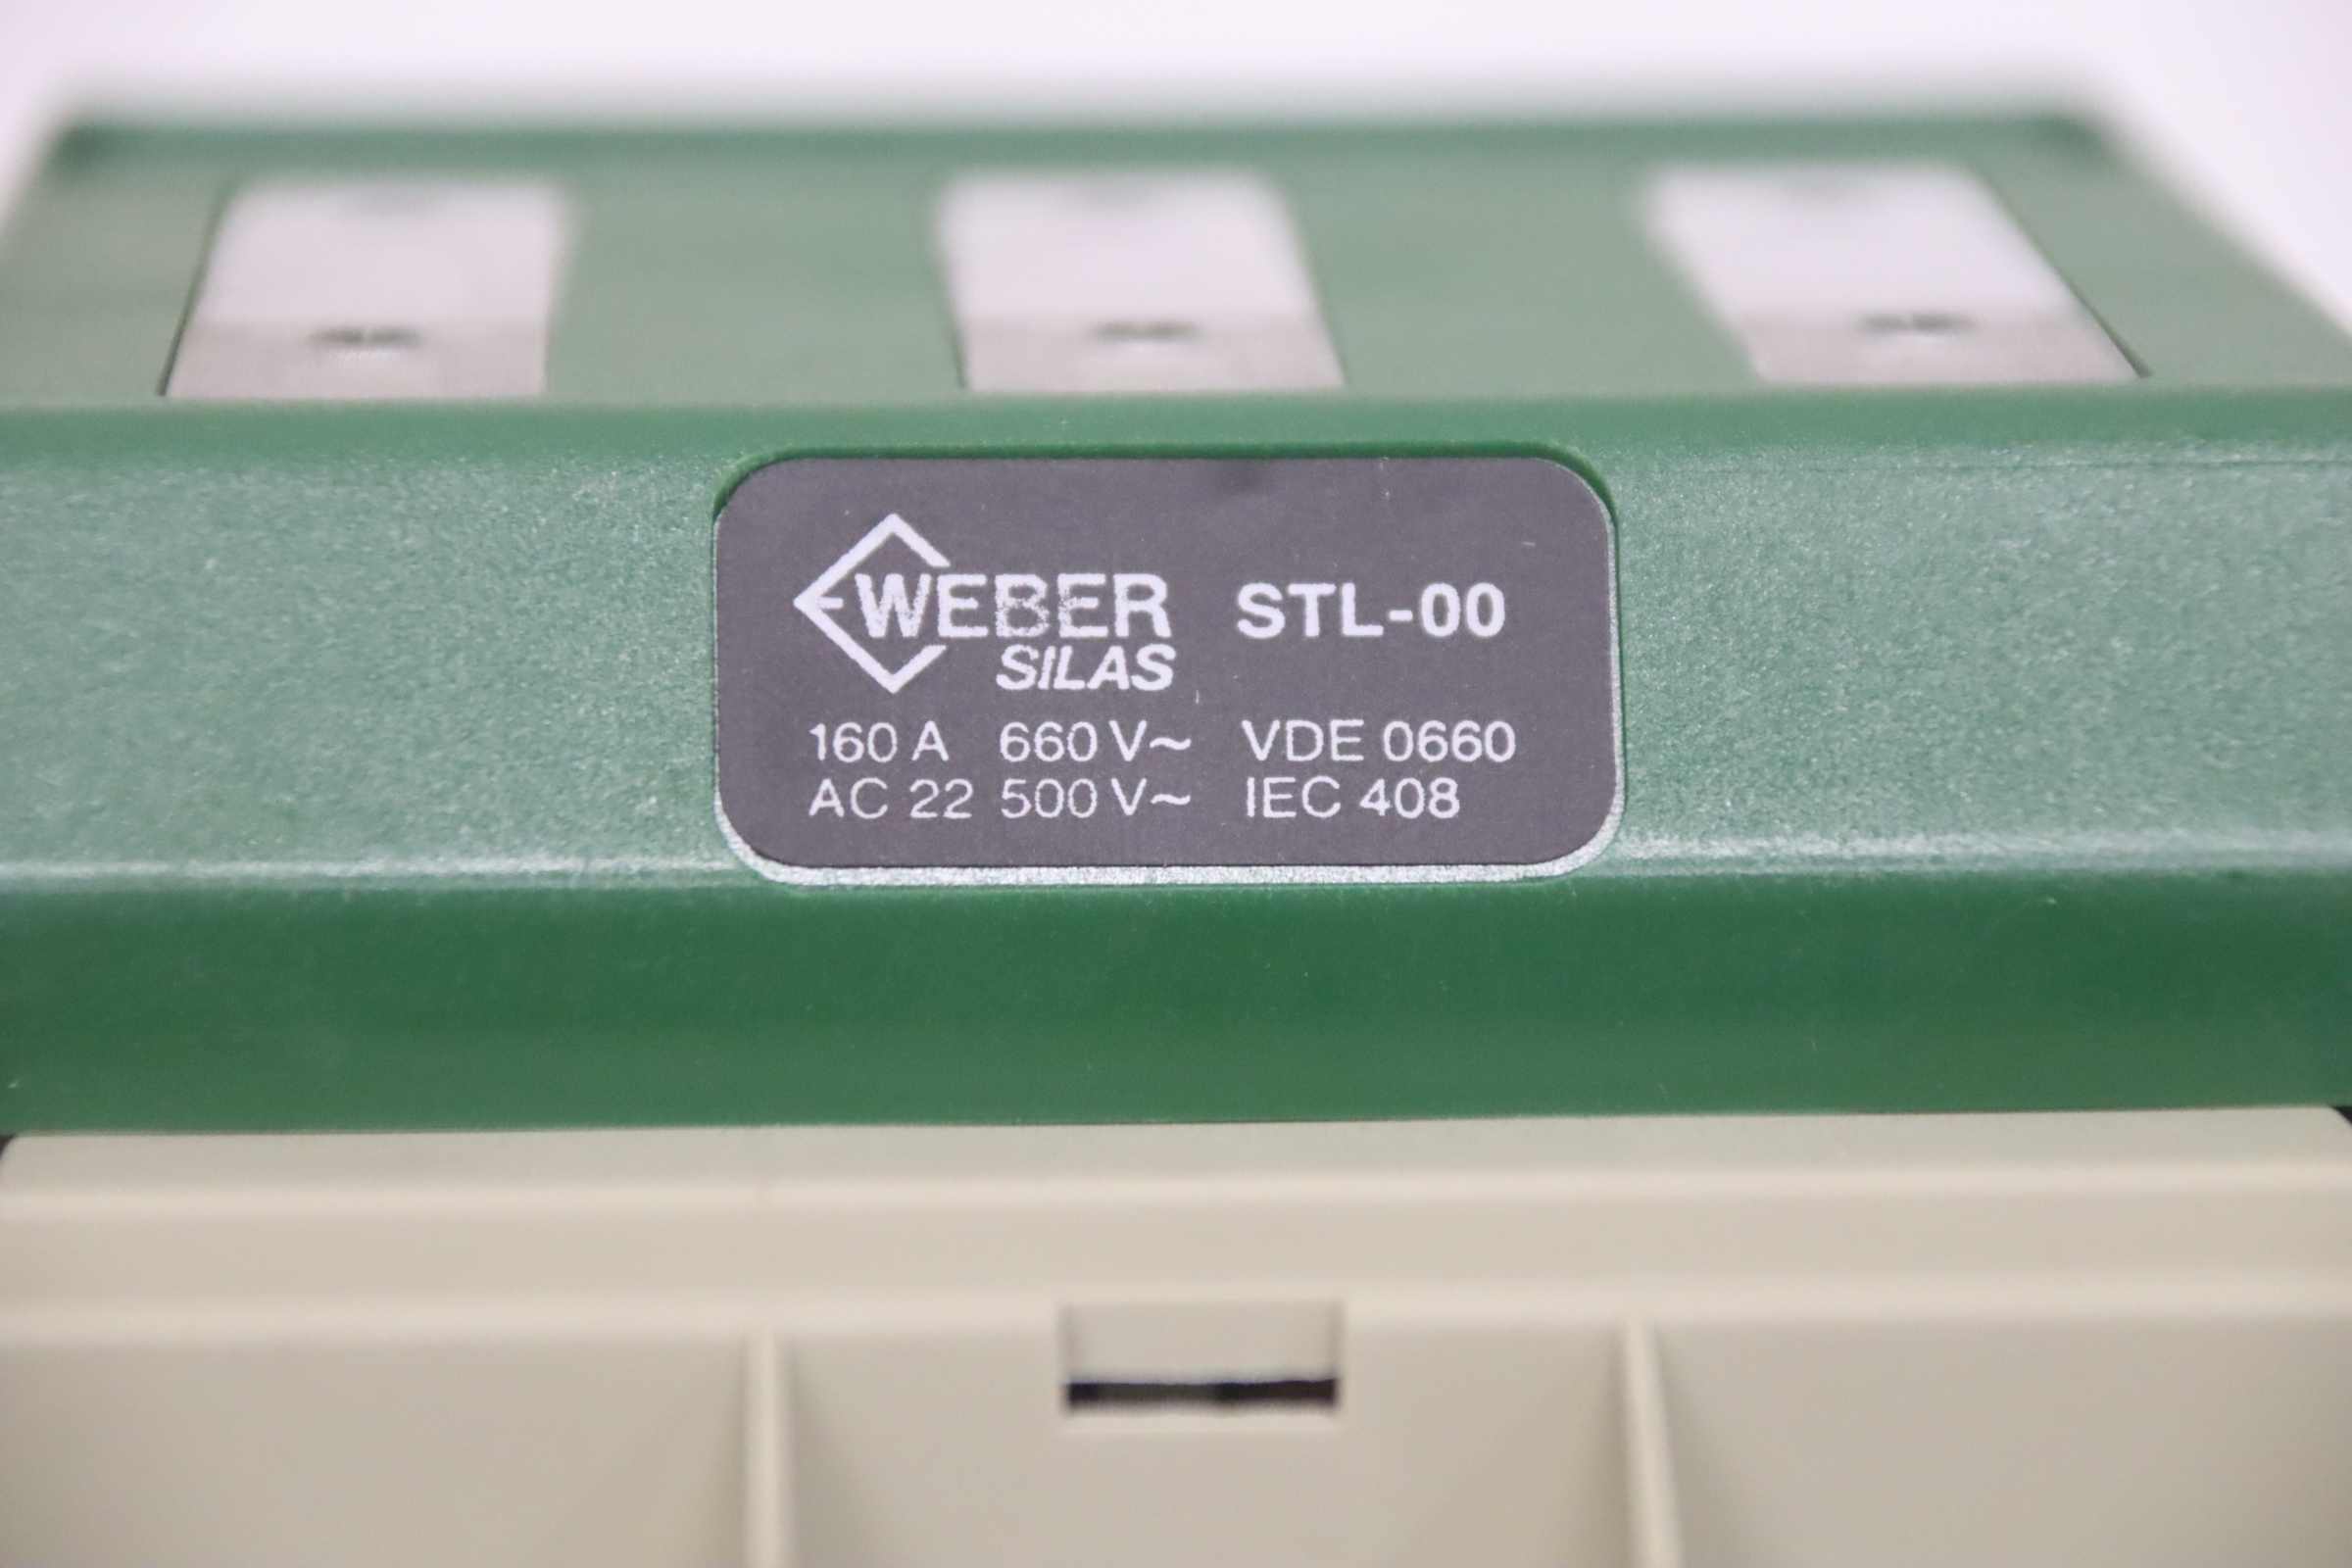 WEBER STL-00
SILAS
160 A 660 V~ VDE 0660
AC 22 500 V~ IEC 408